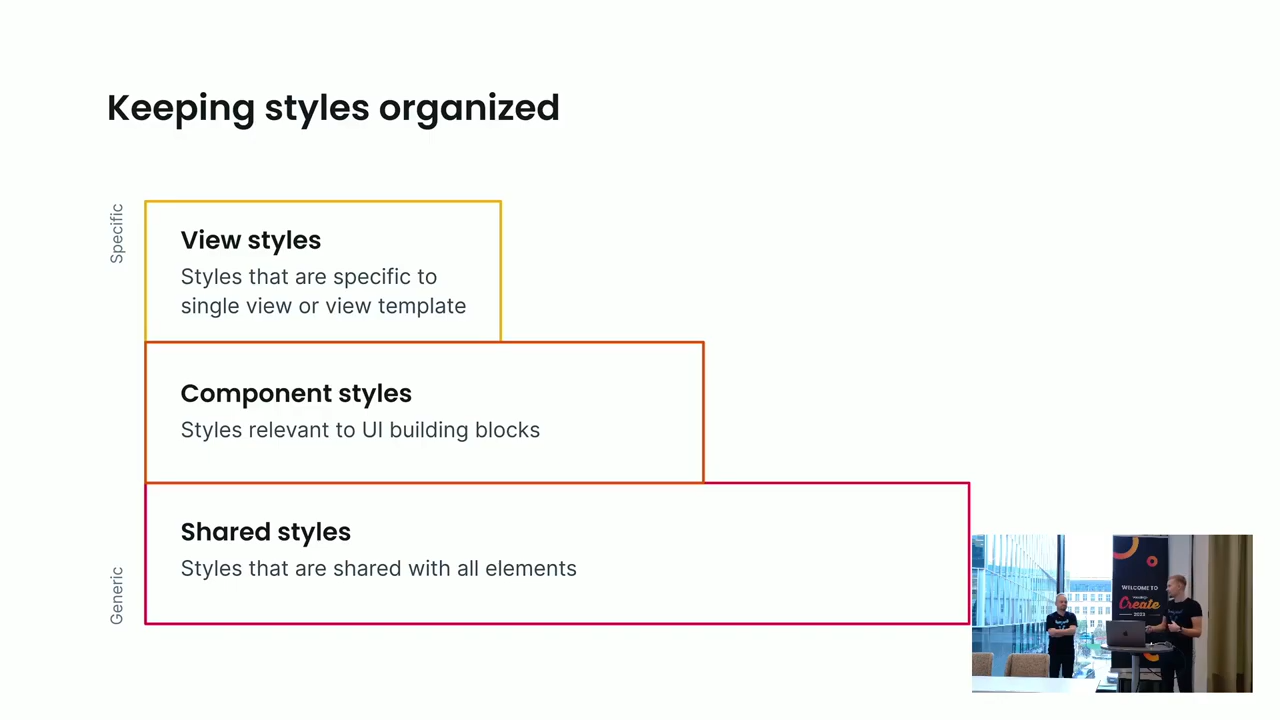 Keeping styles organized
Specific
View styles
Styles that are specific to
single view or view template
Component styles
Styles relevant to UI building blocks
Shared styles
Styles that are shared with all elements
Generic
WELCOME TO
Create
2023